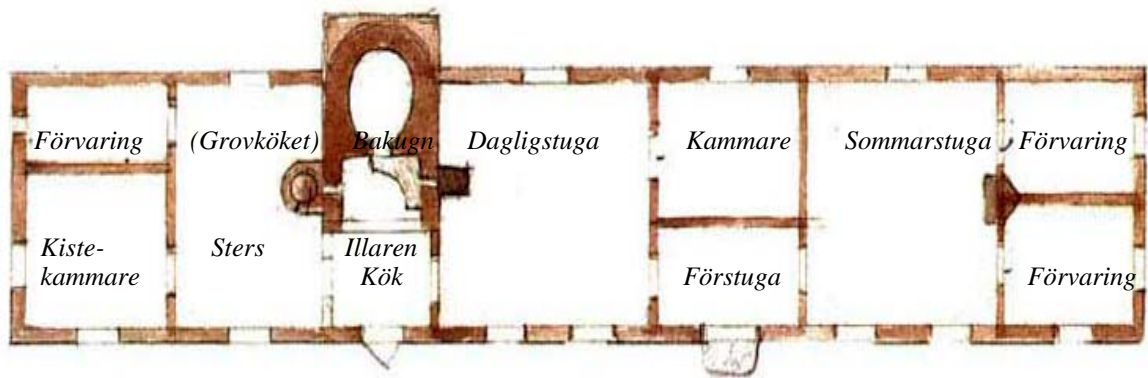 Förvaring (Grovköket) Bakugn Dagligstuga Kammare Sommarstuga Förvaring
Kiste- Sters Illaren
kammare Kök Förstuga Förvaring